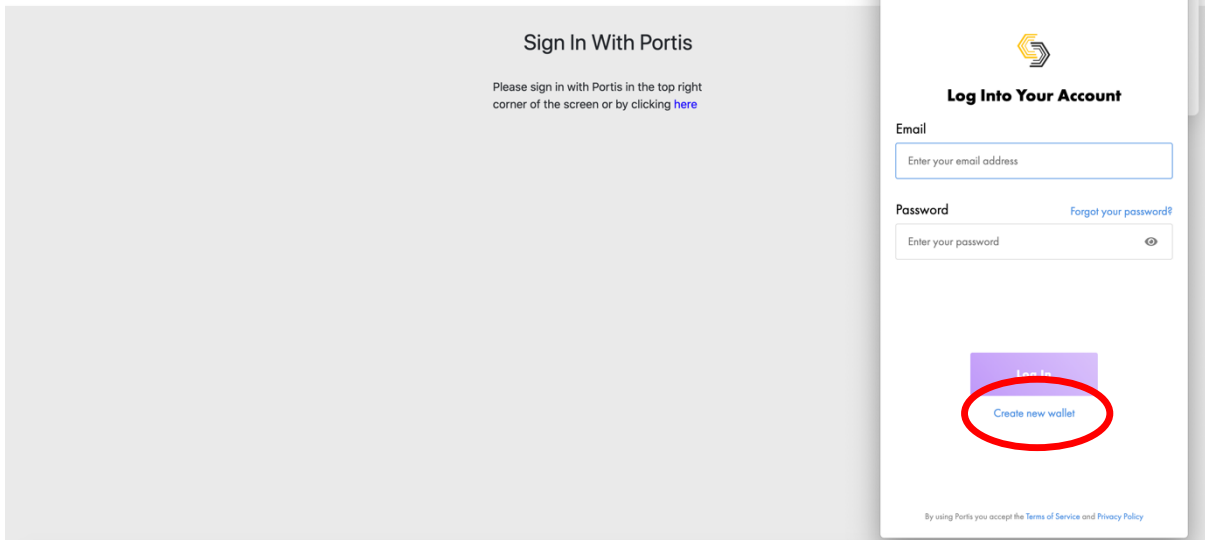 Sign In With Portis
Please sign in with Portis in the top right
corner of the screen or by clicking here
Log Into Your Account
Email
Enter your email address
Password
Forgot your password?
Enter your password
Log In
Create new wallet
By using Portis you accept the Terms of Service and Privacy Policy